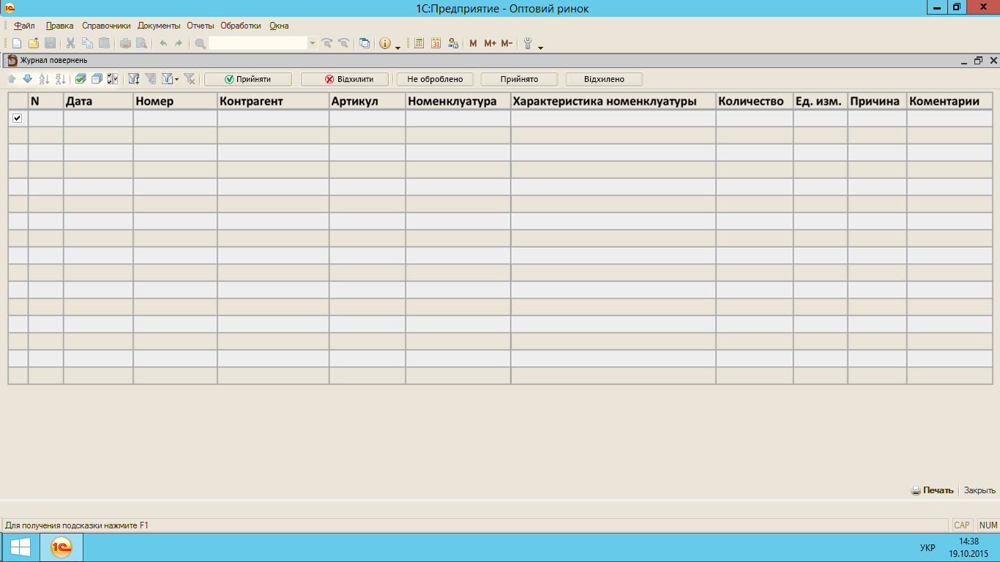 1С:Предприятие - Оптовий ринок
Файл Правка Справочники Документы Отчеты Обработки Окна
31 M M+ M-
Журнал повернень
Прийняти Відхилити Не оброблено Прийнято Відхилено
N Дата Номер Контрагент Артикул Номенклуатура Характеристика номенклуатуры Количество Ед. изм. Причина Коментарии
Печать Закрыть
Для получения подсказки нажмите F1 CAP NUM
1С УКР 14:38
19.10.2015